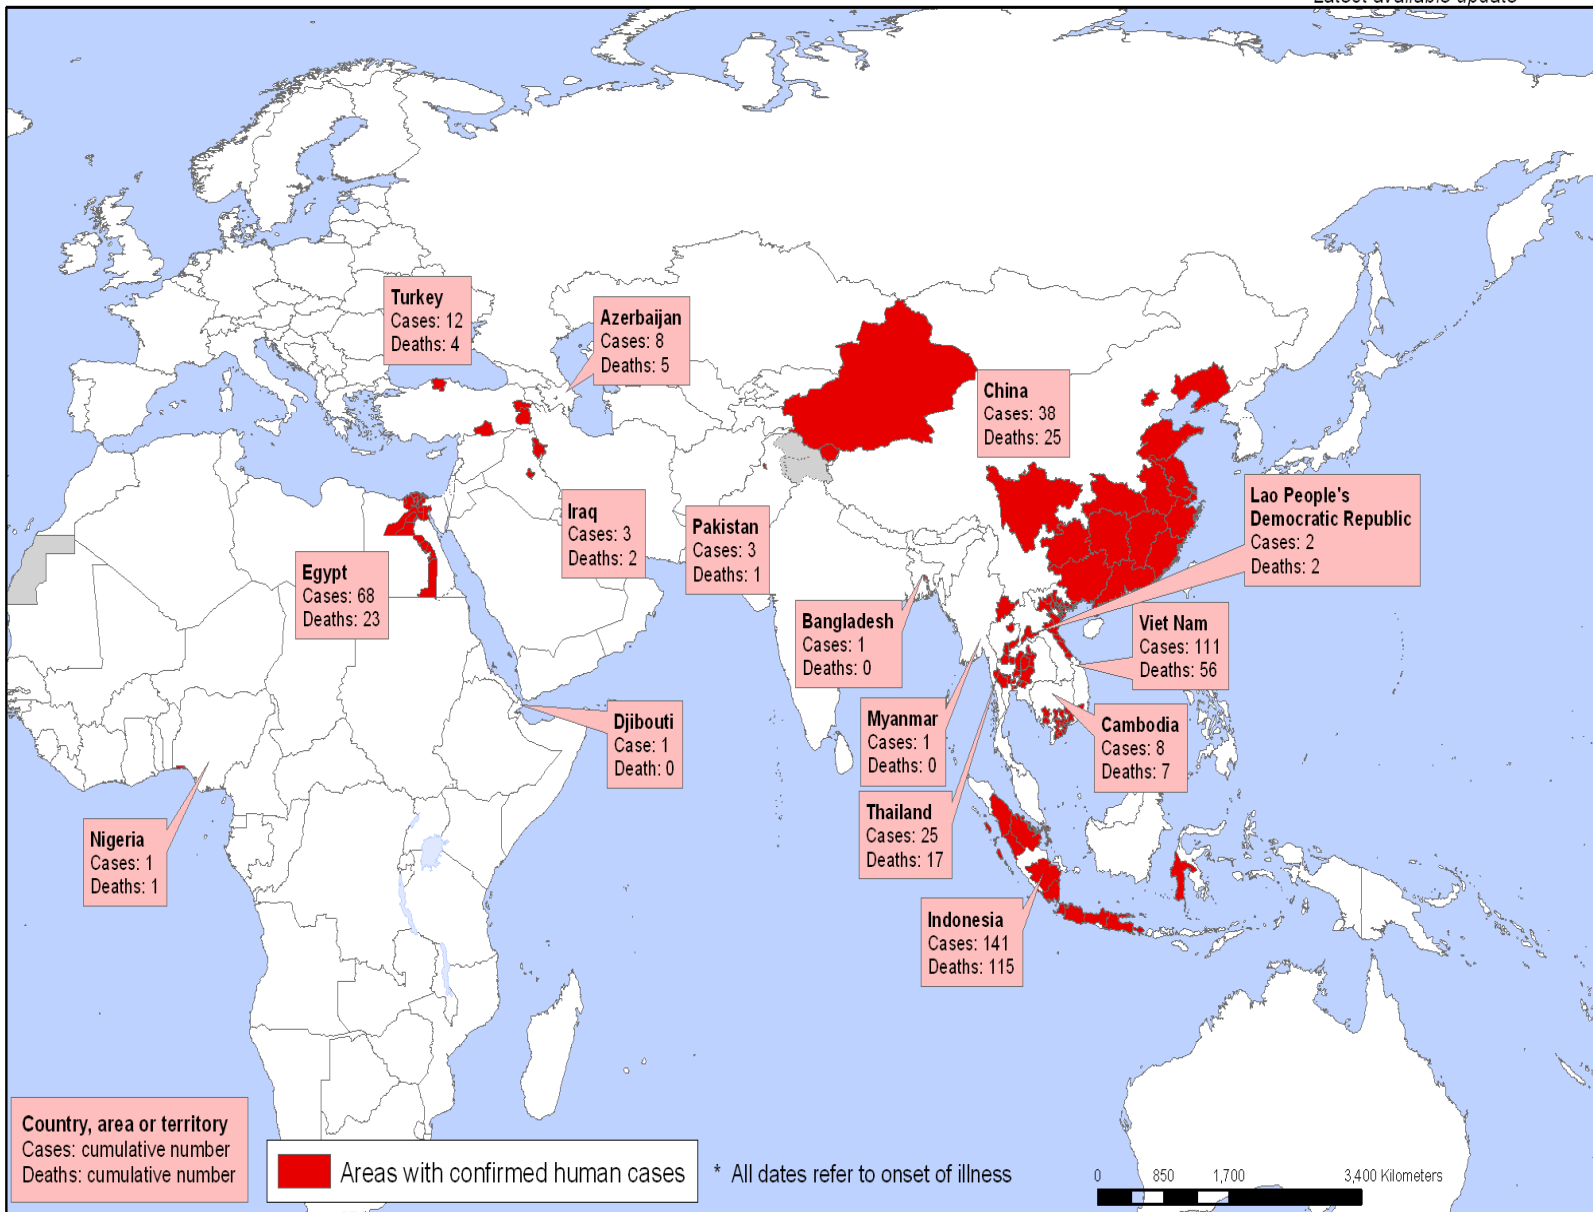 Latest available update
Turkey
Cases: 12
Deaths: 4
Azerbaijan
Cases: 8
Deaths: 5
China
Cases: 38
Deaths: 25
Lao People's
Democratic Republic
Cases: 2
Deaths: 2
Iraq
Cases: 3
Deaths: 2
Pakistan
Cases: 3
Deaths: 1
Egypt
Cases: 68
Deaths: 23
Bangladesh
Cases: 1
Deaths: 0
Viet Nam
Cases: 111
Deaths: 56
Myanmar
Cases: 1
Deaths: 0
Cambodia
Cases: 8
Deaths: 7
Djibouti
Case: 1
Death: 0
Thailand
Cases: 25
Deaths: 17
Nigeria
Cases: 1
Deaths: 1
Indonesia
Cases: 141
Deaths: 115
Country, area or territory
Cases: cumulative number
Deaths: cumulative number
Areas with confirmed human cases
* All dates refer to onset of illness
0 850 1,700 3,400 Kilometers